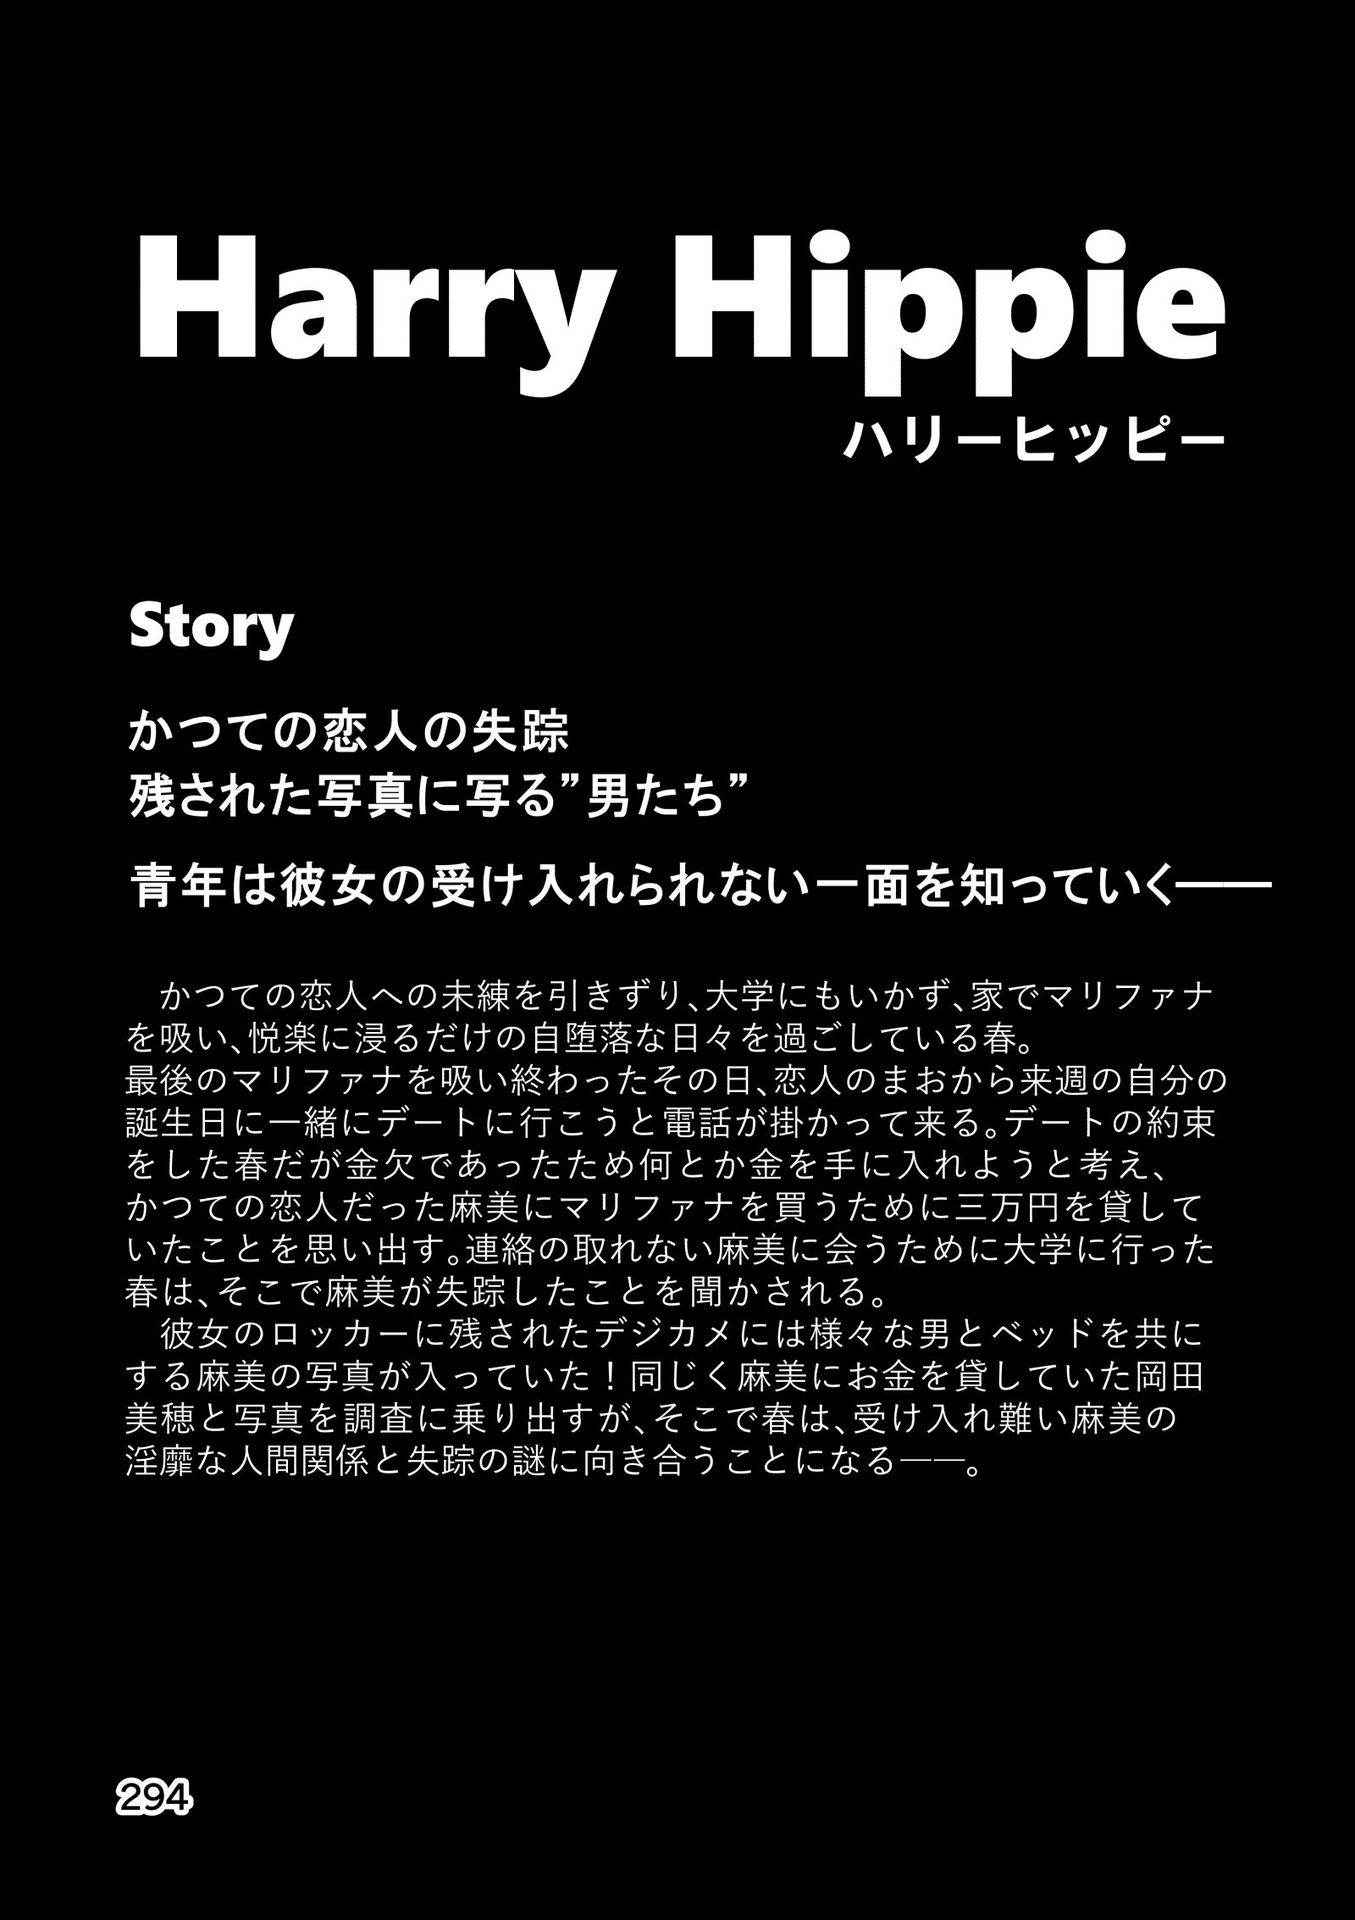 Harry Hippie
ハリーヒッピー
Story
かつての恋人の失踪
残された写真に写る”男たち”
青年は彼女の受け入れられない一面を知っていく――
　かつての恋人への未練を引きずり、大学にもいかず、家でマリファナ
を吸い、悦楽に浸るだけの自堕落な日々を過ごしている春。
最後のマリファナを吸い終わったその日、恋人のまおから来週の自分の
誕生日に一緒にデートに行こうと電話が掛かって来る。デートの約束
をした春だが金欠であったため何とか金を手に入れようと考え、
かつての恋人だった麻美にマリファナを買うために三万円を貸して
いたことを思い出す。連絡の取れない麻美に会うために大学に行った
春は、そこで麻美が失踪したことを聞かされる。
　彼女のロッカーに残されたデジカメには様々な男とベッドを共に
する麻美の写真が入っていた！同じく麻美にお金を貸していた岡田
美穂と写真を調査に乗り出すが、そこで春は、受け入れ難い麻美の
淫靡な人間関係と失踪の謎に向き合うことになる――。
294